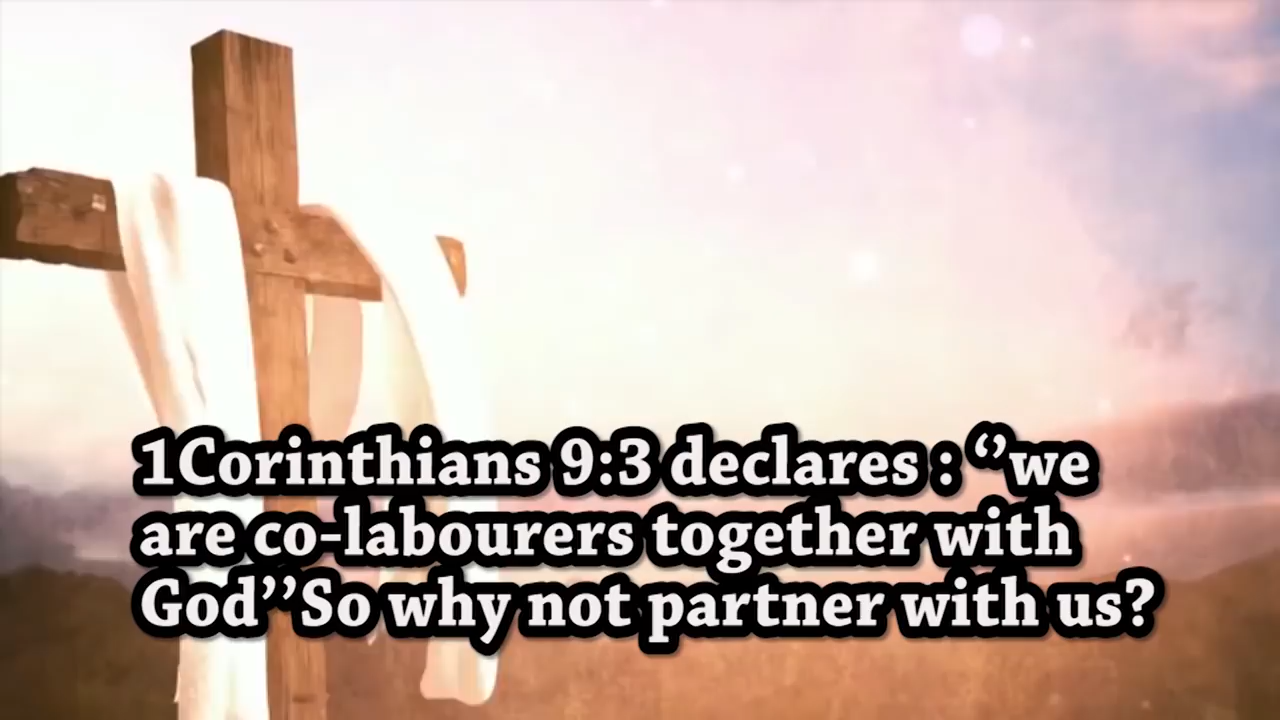 1Corinthians 9:3 declares : ‘’we
are co-labourers together with
God’’So why not partner with us?